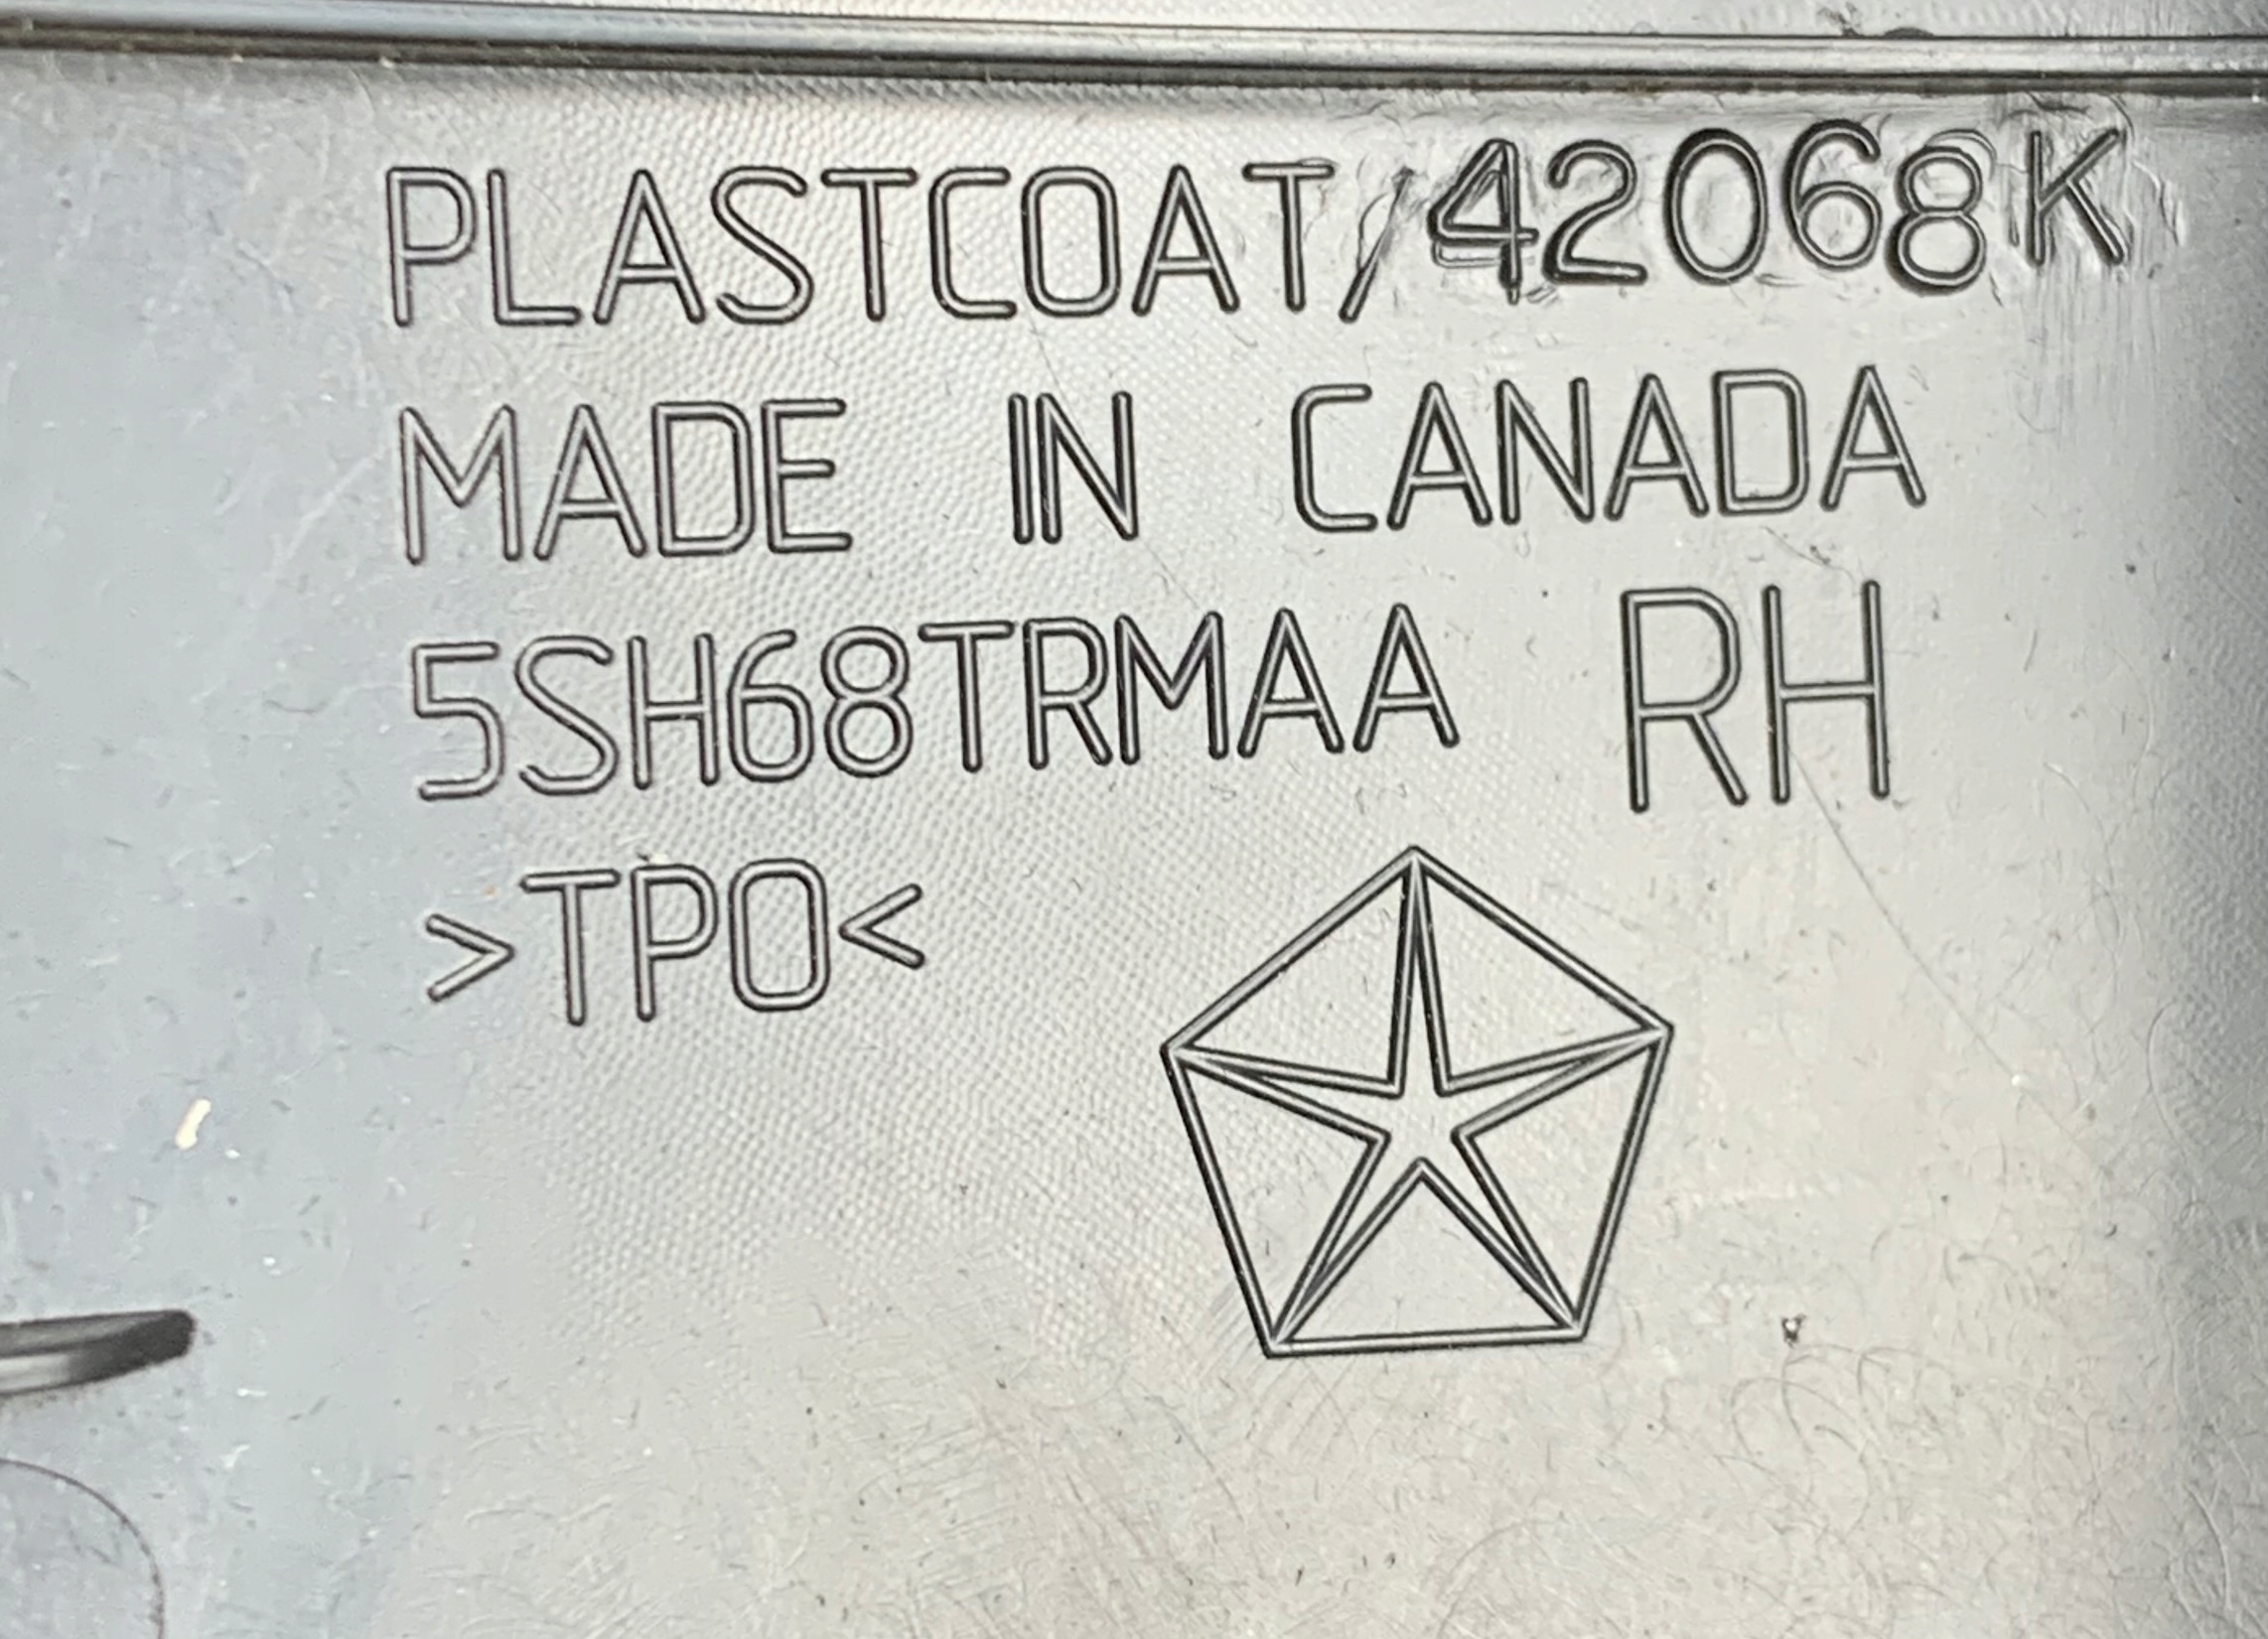 PLASTCOAT/42068K
MADE IN CANADA
5SH68TRMAA RH
>TPO<